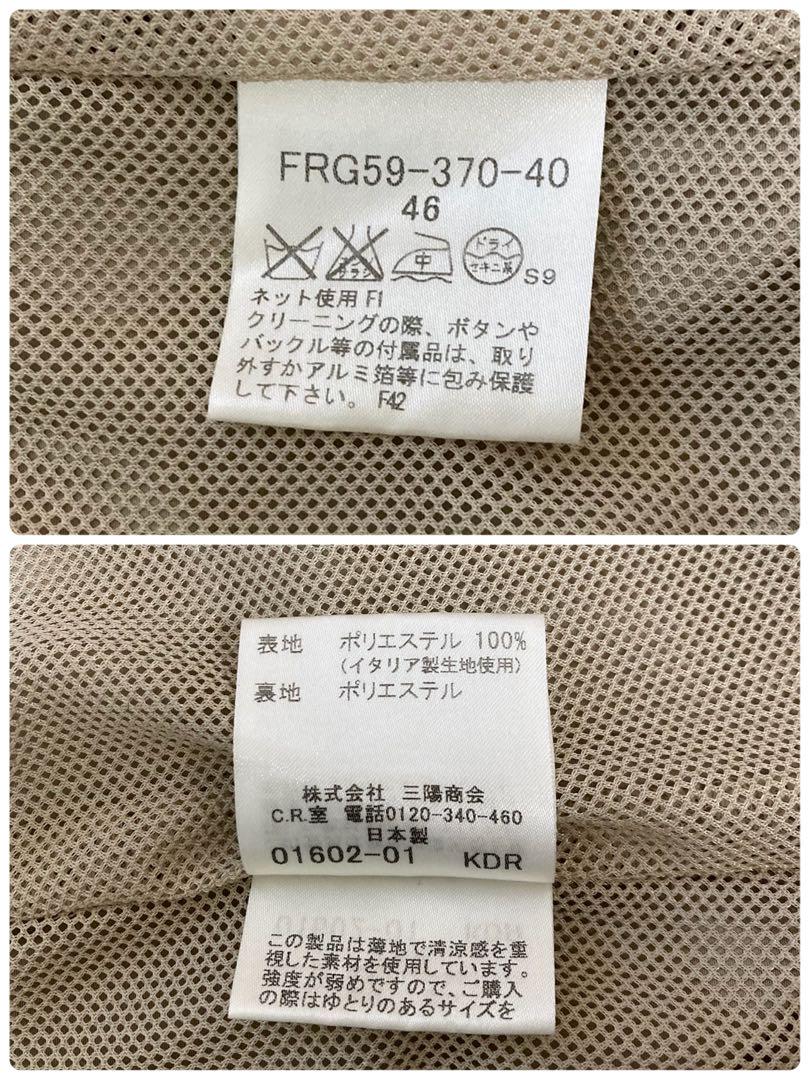 FRG59-370-40
46
中
ドライ
セキユ系
S9
ネット使用 FI
クリーニングの際、ボタンや
バックル等の付属品は、取り
外すかアルミ箔等に包み保護
して下さい。 F42
表地 ポリエステル 100%
(イタリア製生地使用)
裏地 ポリエステル
株式会社 三陽商会
C.R.室 電話0120-340-460
日本製
01602-01 KDR
この製品は薄地で清涼感を重
視した素材を使用しています。
強度が弱めですので、ご購入
の際はゆとりのあるサイズを